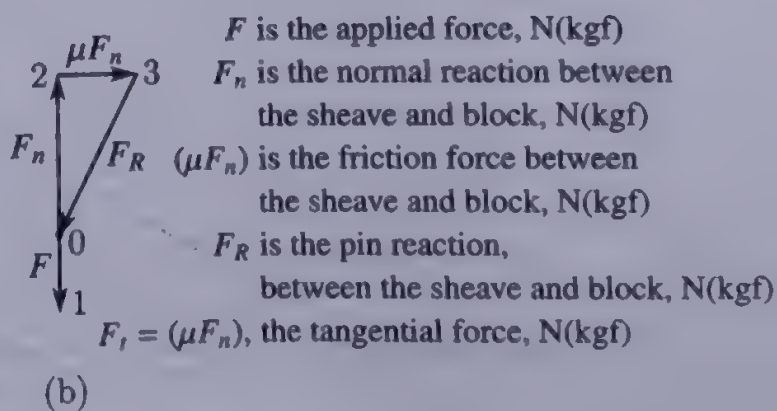 μFₙ
F is the applied force, N(kgf)
2 3
Fₙ is the normal reaction between
the sheave and block, N(kgf)
Fₙ F_R
(μFₙ) is the friction force between
the sheave and block, N(kgf)
0
F_R is the pin reaction,
F
between the sheave and block, N(kgf)
1
Fₜ = (μFₙ), the tangential force, N(kgf)
(b)